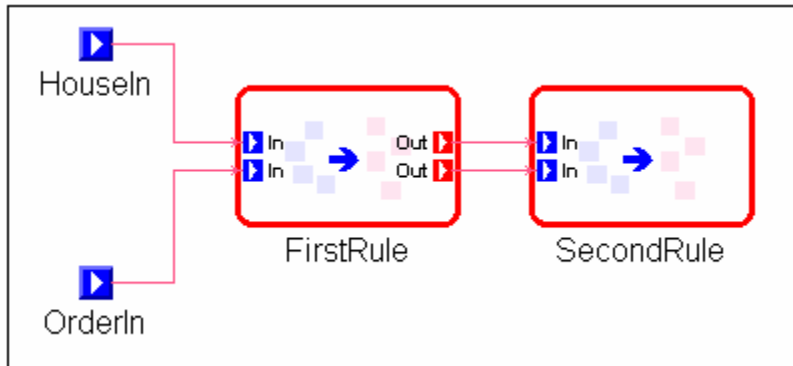 HouseIn
In
In
Out
Out
In
In
FirstRule
SecondRule
OrderIn